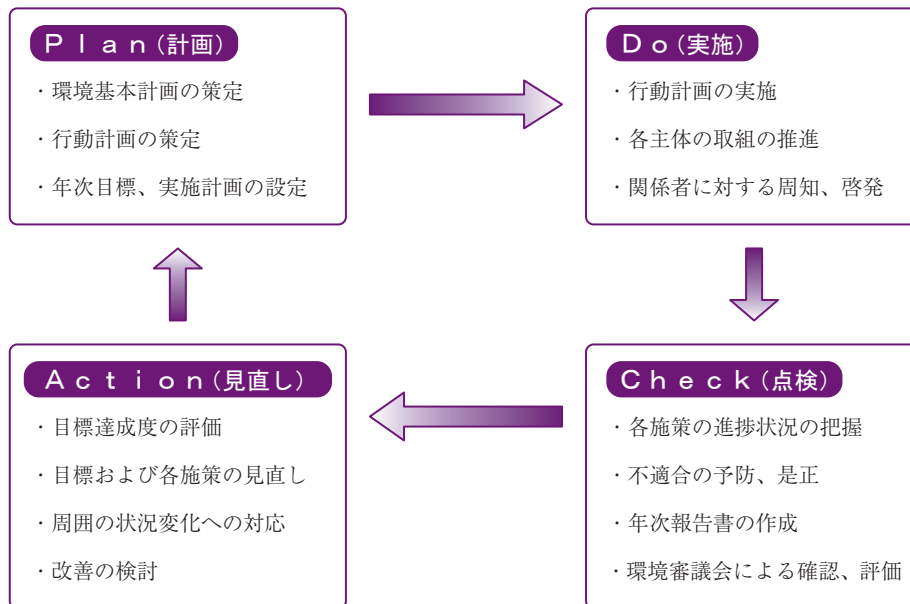 Plan(計画)
・環境基本計画の策定
・行動計画の策定
・年次目標、実施計画の設定
Do(実施)
・行動計画の実施
・各主体の取組の推進
・関係者に対する周知、啓発
Action(見直し)
・目標達成度の評価
・目標および各施策の見直し
・周囲の状況変化への対応
・改善の検討
Check(点検)
・各施策の進捗状況の把握
・不適合の予防、是正
・年次報告書の作成
・環境審議会による確認、評価